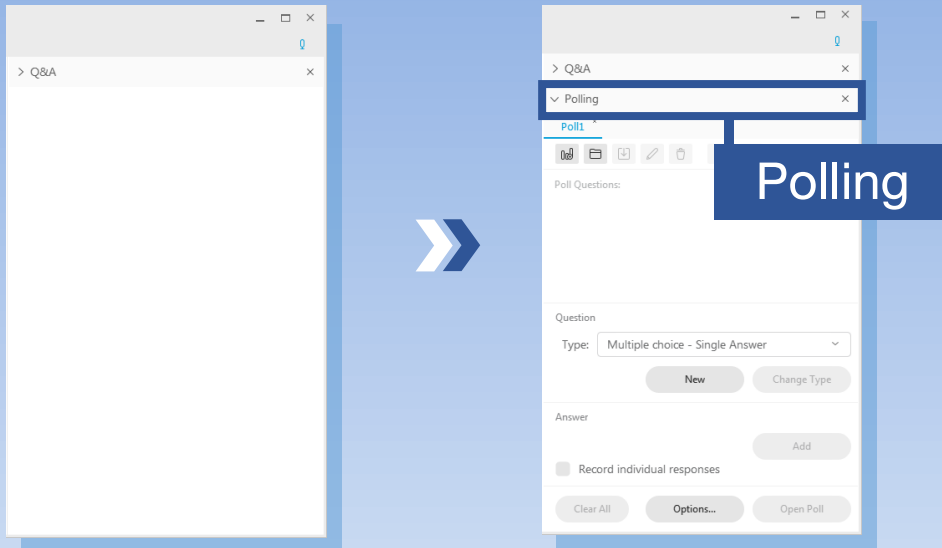 Q&A
Q&A
Polling
Poll1
Polling
Poll Questions:
Question
Type: Multiple choice - Single Answer
New Change Type
Answer
Add
Record individual responses
Clear All Options... Open Poll